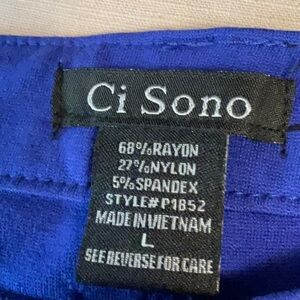 Ci Sono
68%RAYON
27%NYLON
5%SPANDEX
STYLE#P1852
MADE IN VIETNAM
L
SEE REVERSE FOR CARE